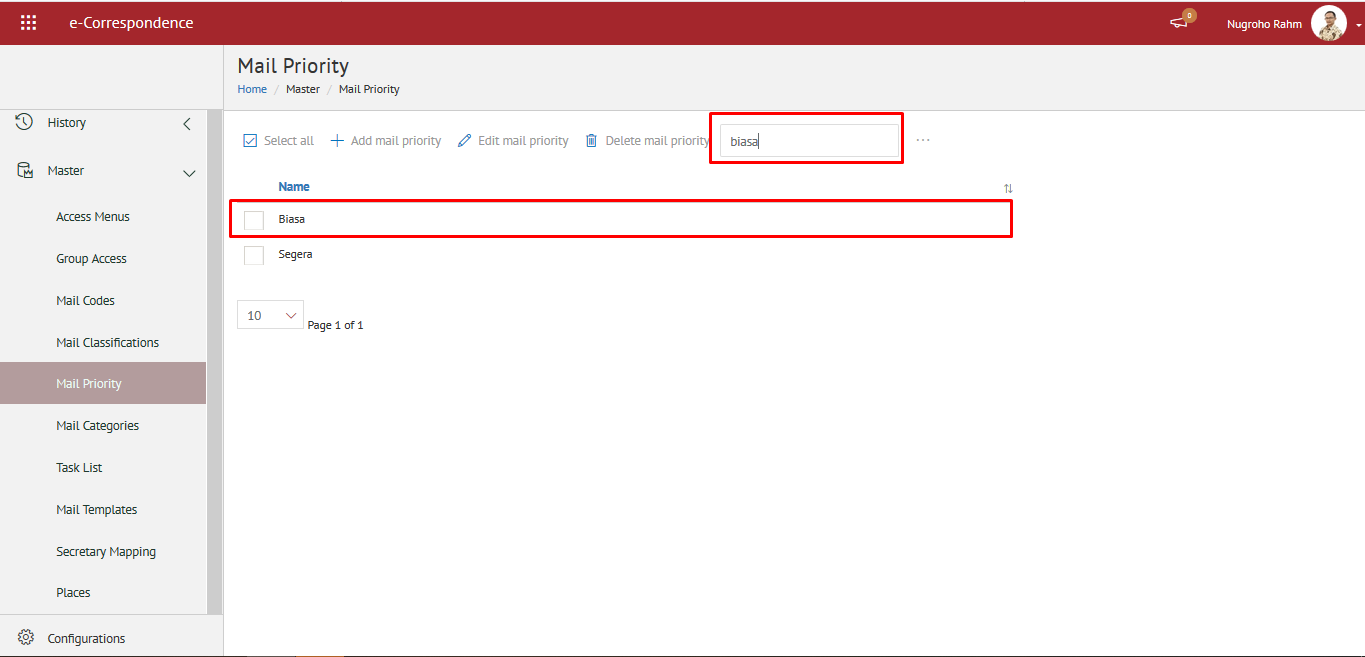 e-Correspondence
0
Nugroho Rahm
Mail Priority
Home / Master / Mail Priority
History
Master
Access Menus
Group Access
Mail Codes
Mail Classifications
Mail Priority
Mail Categories
Task List
Mail Templates
Secretary Mapping
Places
Configurations
Select all Add mail priority Edit mail priority Delete mail priority biasa ...
Name
Biasa
Segera
10 Page 1 of 1